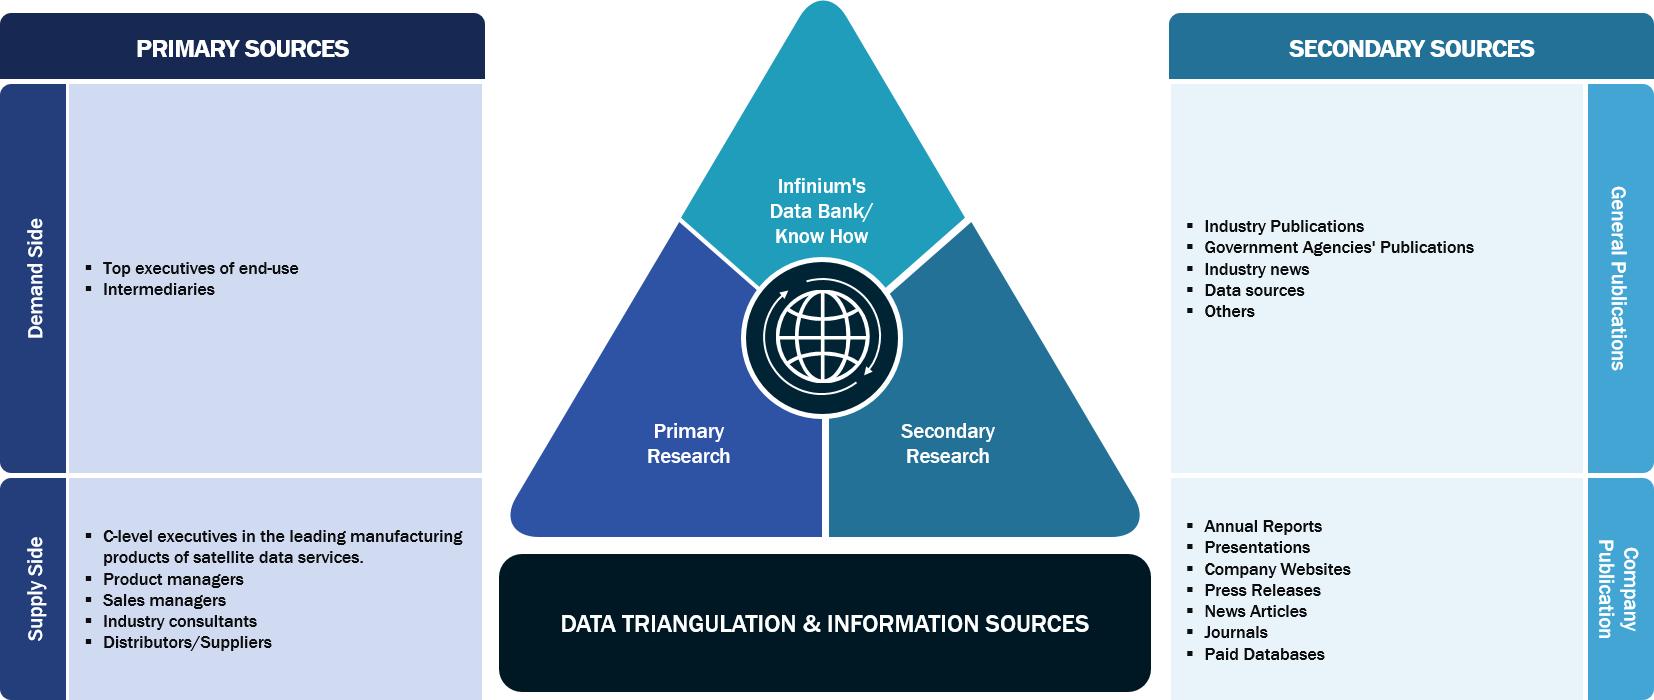 PRIMARY SOURCES
Demand Side
▪ Top executives of end-use
▪ Intermediaries
Supply Side
▪ C-level executives in the leading manufacturing
products of satellite data services.
▪ Product managers
▪ Sales managers
▪ Industry consultants
▪ Distributors/Suppliers
Infinium's
Data Bank/
Know How
Primary
Research
Secondary
Research
DATA TRIANGULATION & INFORMATION SOURCES
SECONDARY SOURCES
▪ Industry Publications
▪ Government Agencies' Publications
▪ Industry news
▪ Data sources
▪ Others
General Publications
▪ Annual Reports
▪ Presentations
▪ Company Websites
▪ Press Releases
▪ News Articles
▪ Journals
▪ Paid Databases
Company
Publication